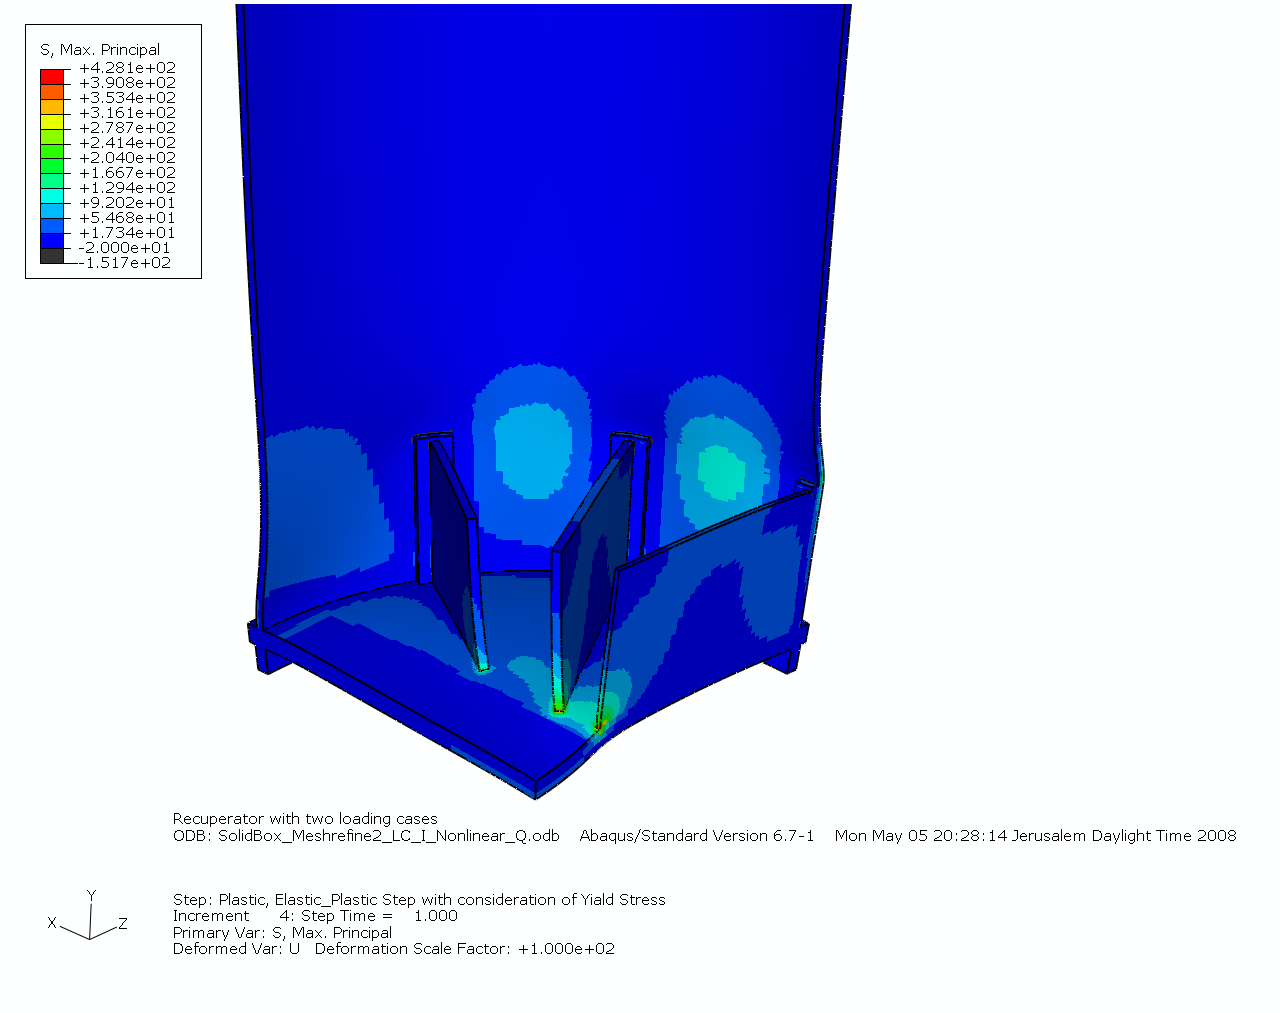 S, Max. Principal
+4.281e+02
+3.908e+02
+3.534e+02
+3.161e+02
+2.787e+02
+2.414e+02
+2.040e+02
+1.667e+02
+1.294e+02
+9.202e+01
+5.468e+01
+1.734e+01
-2.000e+01
-1.517e+02
Recuperator with two loading cases
ODB: SolidBox_Meshrefine2_LC_I_Nonlinear_Q.odb Abaqus/Standard Version 6.7-1 Mon May 05 20:28:14 Jerusalem Daylight Time 2008
Y
X Z
Step: Plastic, Elastic_Plastic Step with consideration of Yiald Stress
Increment 4: Step Time = 1.000
Primary Var: S, Max. Principal
Deformed Var: U Deformation Scale Factor: +1.000e+02